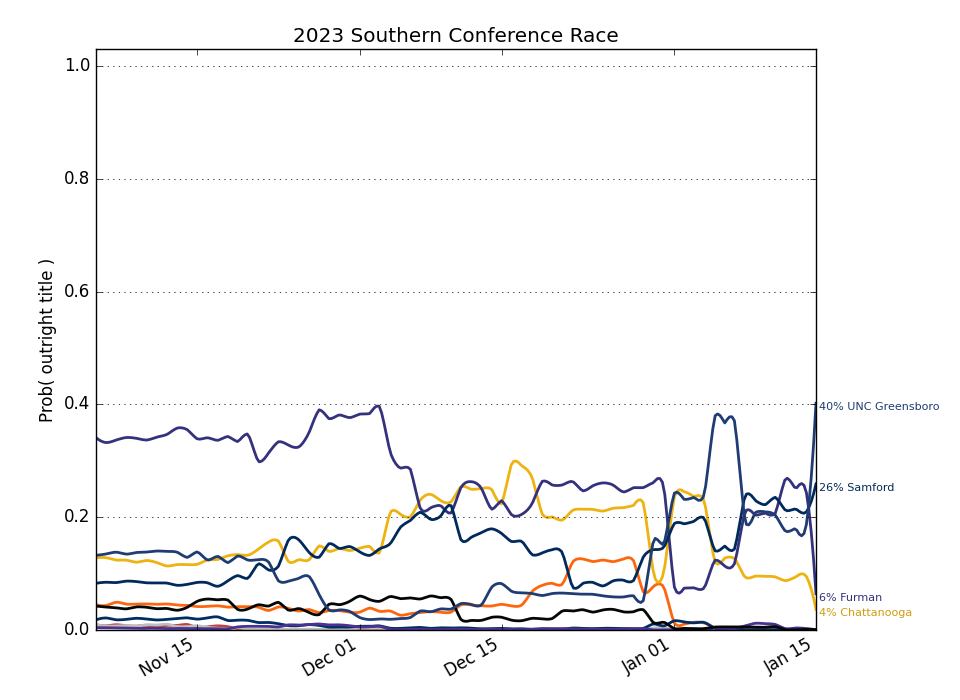 2023 Southern Conference Race
Prob( outright title )
1.0
0.8
0.6
0.4
0.2
0.0
40% UNC Greensboro
26% Samford
6% Furman
4% Chattanooga
Nov 15
Dec 01
Dec 15
Jan 01
Jan 15